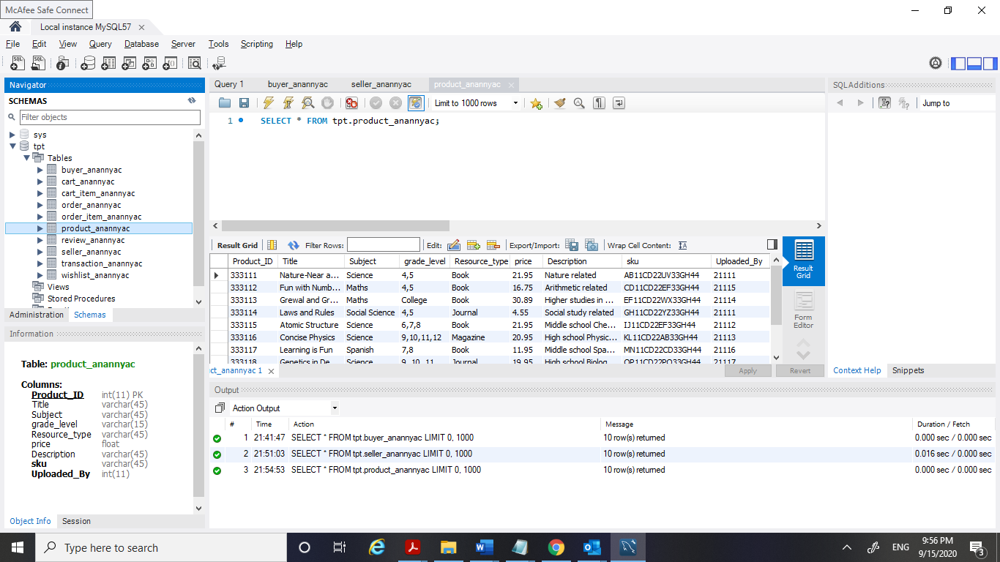 McAfee Safe Connect
Local instance MySQL57
File Edit View Query Database Server Tools Scripting Help
Navigator
SCHEMAS
Filter objects
sys
tpt
Tables
buyer_anannyac
cart_anannyac
cart_item_anannyac
order_anannyac
order_item_anannyac
product_anannyac
review_anannyac
seller_anannyac
transaction_anannyac
wishlist_anannyac
Views
Stored Procedures
Administration Schemas
Information
Table: product_anannyac
Columns:
Product_ID int(11) PK
Title varchar(45)
Subject varchar(45)
grade_level varchar(15)
Resource_type varchar(45)
price float
Description varchar(45)
sku varchar(45)
Uploaded_By int(11)
Object Info Session
Query 1 buyer_anannyac seller_anannyac product_anannyac
Limit to 1000 rows
1 SELECT * FROM tpt.product_anannyac;
Result Grid Filter Rows: Edit: Export/Import: Wrap Cell Content:
Product_ID Title Subject grade_level Resource_type price Description sku Uploaded_By
333111 Nature-Near a... Science 4,5 Book 21.95 Nature related AB11CD22UV33GH44 21111
333112 Fun with Numb... Maths 4,5 Book 16.75 Arithmetic related CD11CD22EF33GH44 21115
333113 Grewal and Gr... Maths College Book 30.89 Higher studies in ... EF11CD22WX33GH44 21114
333114 Laws and Rules Social Science 4,5 Journal 4.55 Social study related GH11CD22YZ33GH44 21111
333115 Atomic Structure Science 6,7,8 Book 21.95 Middle school Che... IJ11CD22EF33GH44 21112
333116 Concise Physics Science 9,10,11,12 Magazine 20.95 High school Physic... KL11CD22AB33GH44 21113
333117 Learning is Fun Spanish 7,8 Book 11.95 Middle school Spa... MN11CD22CD33GH44 21116
333118 Genetics in De... Science 9, 10, 11 Journal 19.95 High school Biolog... OP11CD22PQ33GH44 21117
Result Grid
Form Editor
ct_anannyac 1
Apply Revert
SQLAdditions
Jump to
Context Help Snippets
Output
Action Output
# Time Action Message Duration / Fetch
1 21:41:47 SELECT * FROM tpt.buyer_anannyac LIMIT 0, 1000 10 row(s) returned 0.000 sec / 0.000 sec
2 21:51:03 SELECT * FROM tpt.seller_anannyac LIMIT 0, 1000 10 row(s) returned 0.016 sec / 0.000 sec
3 21:54:53 SELECT * FROM tpt.product_anannyac LIMIT 0, 1000 10 row(s) returned 0.000 sec / 0.000 sec
Type here to search
ENG
9:56 PM
9/15/2020
3